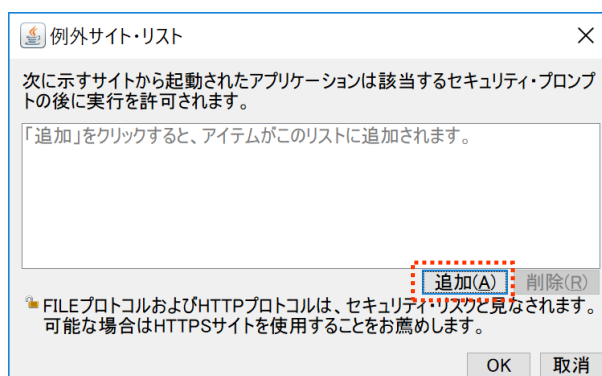 例外サイト・リスト
次に示すサイトから起動されたアプリケーションは該当するセキュリティ・プロンプ
トの後に実行を許可されます。
「追加」をクリックすると、アイテムがこのリストに追加されます。
追加(A) 削除(R)
FILEプロトコルおよびHTTPプロトコルは、セキュリティ・リスクと見なされます。
可能な場合はHTTPSサイトを使用することをお薦めします。
OK 取消